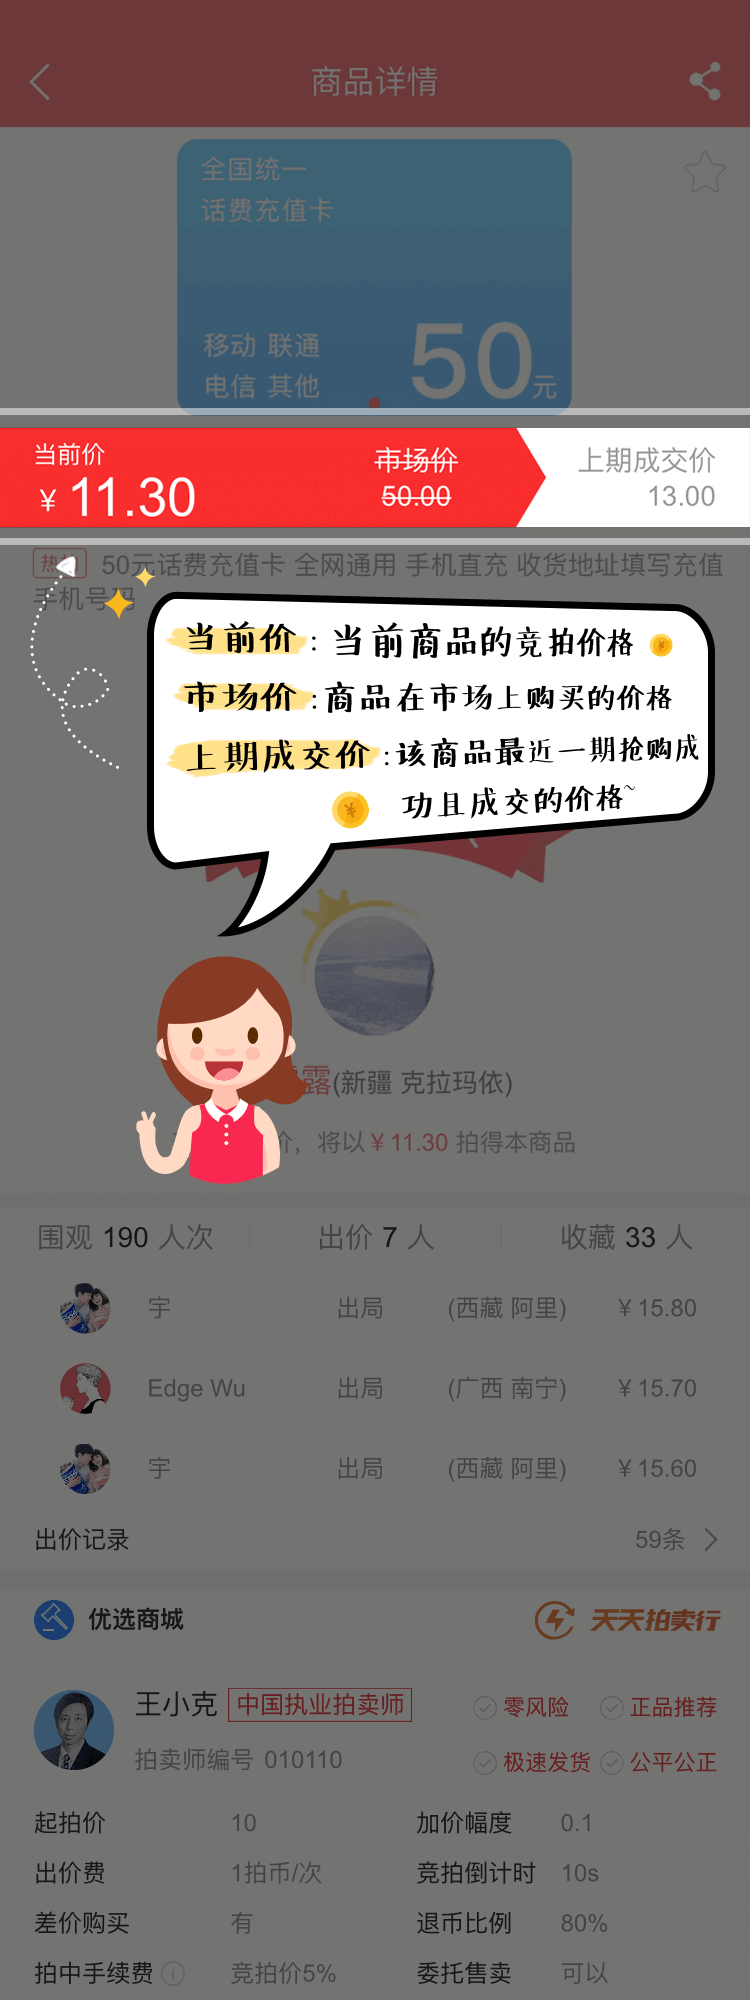 商品详情
全国统一
话费充值卡
移动 联通
电信 其他
50元
当前价
¥ 11.30
市场价
50.00
上期成交价
13.00
50元话费充值卡 全网通用 手机直充 收货地址填写充值
手机号码
当前价：当前商品的竞拍价格
市场价：商品在市场上购买的价格
上期成交价：该商品最近一期抢购成
功且成交的价格~
露(新疆 克拉玛依)
价，将以 ¥ 11.30 拍得本商品
围观 190 人次 出价 7 人 收藏 33 人
宇 出局 (西藏 阿里) ¥ 15.80
Edge Wu 出局 (广西 南宁) ¥ 15.70
宇 出局 (西藏 阿里) ¥ 15.60
出价记录 59条
优选商城 天天拍卖行
王小克 中国执业拍卖师 零风险 正品推荐
拍卖师编号 010110 极速发货 公平公正
起拍价 10 加价幅度 0.1
出价费 1拍币/次 竞拍倒计时 10s
差价购买 有 退币比例 80%
拍中手续费 竞拍价5% 委托售卖 可以